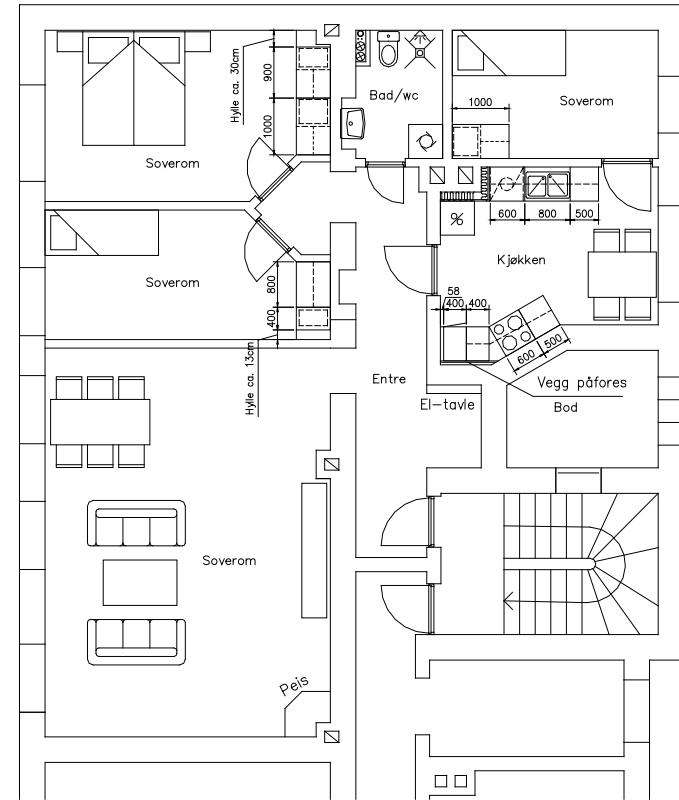 Hylle ca. 30cm
900
1000
Bad/wc
1000
Soverom
Soverom
600
800
500
%
Kjøkken
Soverom
800
400
58
400
400
600
500
Hylle ca. 13cm
Entre
Vegg påfores
El-tavle
Bod
Soverom
Peis